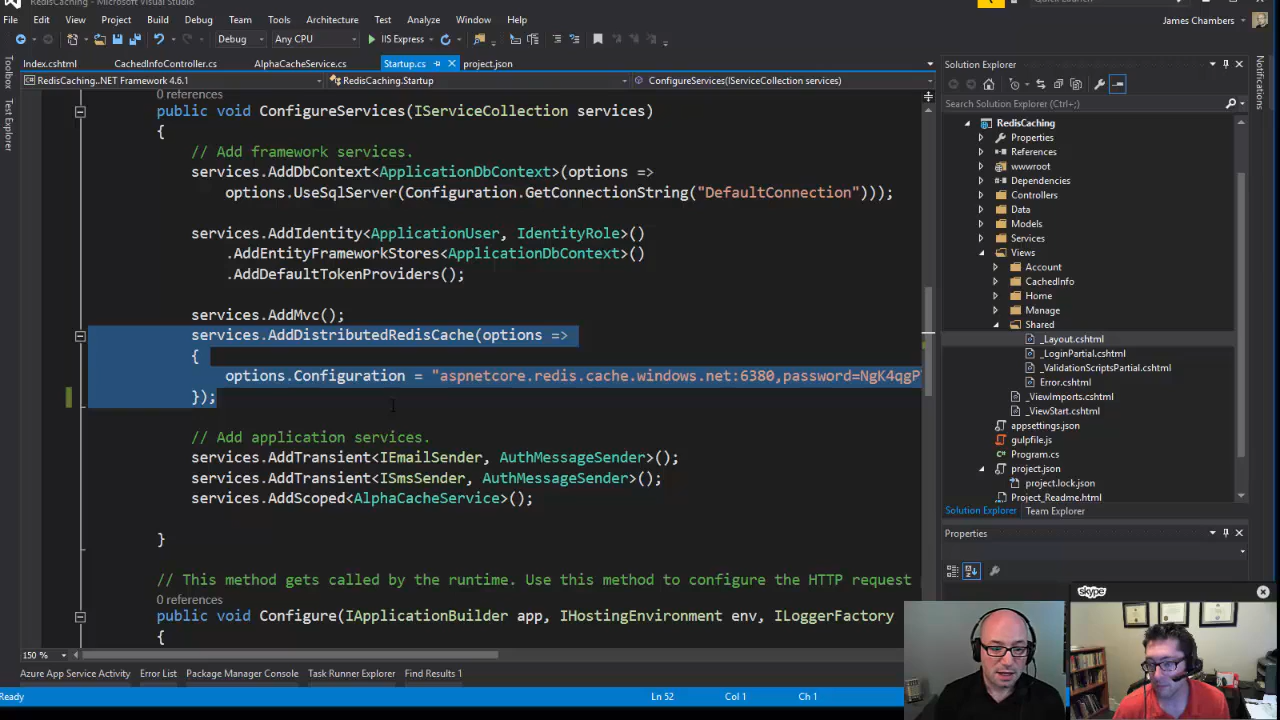 RedisCaching - Microsoft Visual Studio
File Edit View Project Build Debug Team Tools Architecture Test Analyze Window Help
James Chambers
Debug Any CPU IIS Express
Index.cshtml CachedInfoController.cs AlphaCacheService.cs Startup.cs project.json
RedisCaching..NET Framework 4.6.1 RedisCaching.Startup ConfigureServices(IServiceCollection services)
Toolbox
Test Explorer
0 references
public void ConfigureServices(IServiceCollection services)
{
// Add framework services.
services.AddDbContext<ApplicationDbContext>(options =>
options.UseSqlServer(Configuration.GetConnectionString("DefaultConnection")));
services.AddIdentity<ApplicationUser, IdentityRole>()
.AddEntityFrameworkStores<ApplicationDbContext>()
.AddDefaultTokenProviders();
services.AddMvc();
services.AddDistributedRedisCache(options =>
{
options.Configuration = "aspnetcore.redis.cache.windows.net:6380,password=NgK4qgP
});
// Add application services.
services.AddTransient<IEmailSender, AuthMessageSender>();
services.AddTransient<ISmsSender, AuthMessageSender>();
services.AddScoped<AlphaCacheService>();
}
// This method gets called by the runtime. Use this method to configure the HTTP request
0 references
public void Configure(IApplicationBuilder app, IHostingEnvironment env, ILoggerFactory
{
150 %
Azure App Service Activity Error List Package Manager Console Task Runner Explorer Find Results 1
Ready Ln 52 Col 1 Ch 1
Solution Explorer
Search Solution Explorer (Ctrl+;)
RedisCaching
Properties
References
wwwroot
Dependencies
Controllers
Data
Models
Services
Views
Account
CachedInfo
Home
Manage
Shared
_Layout.cshtml
_LoginPartial.cshtml
_ValidationScriptsPartial.cshtml
Error.cshtml
_ViewImports.cshtml
_ViewStart.cshtml
appsettings.json
gulpfile.js
Program.cs
project.json
project.lock.json
Project_Readme.html
Solution Explorer Team Explorer
Properties
Notifications
skype